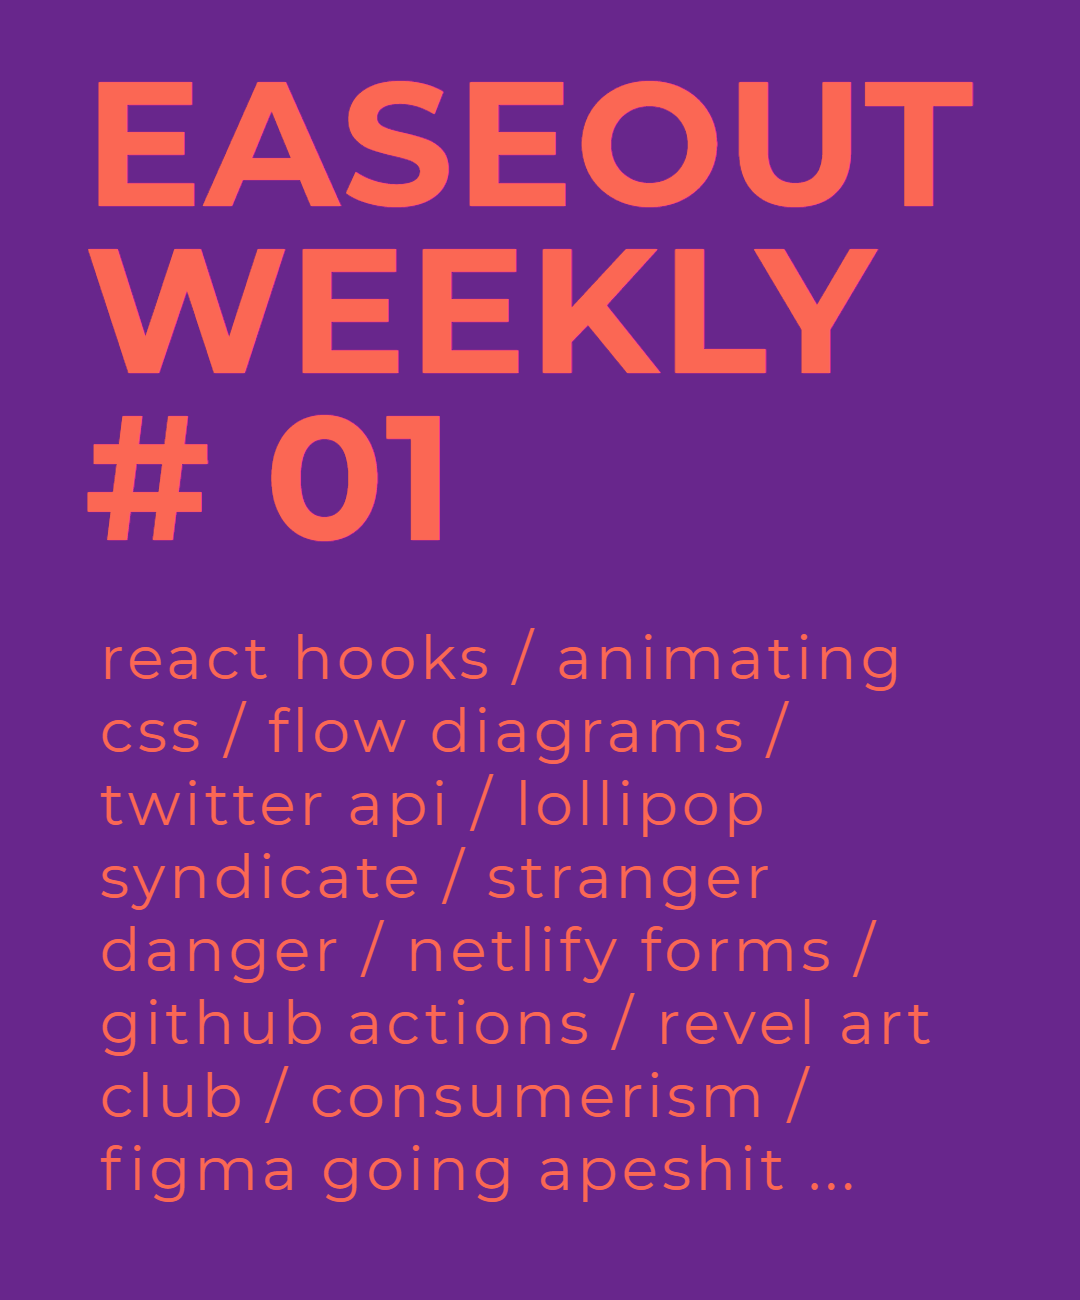 EASEOUT
WEEKLY
# 01
react hooks / animating
css / flow diagrams /
twitter api / lollipop
syndicate / stranger
danger / netlify forms /
github actions / revel art
club / consumerism /
figma going apeshit ...